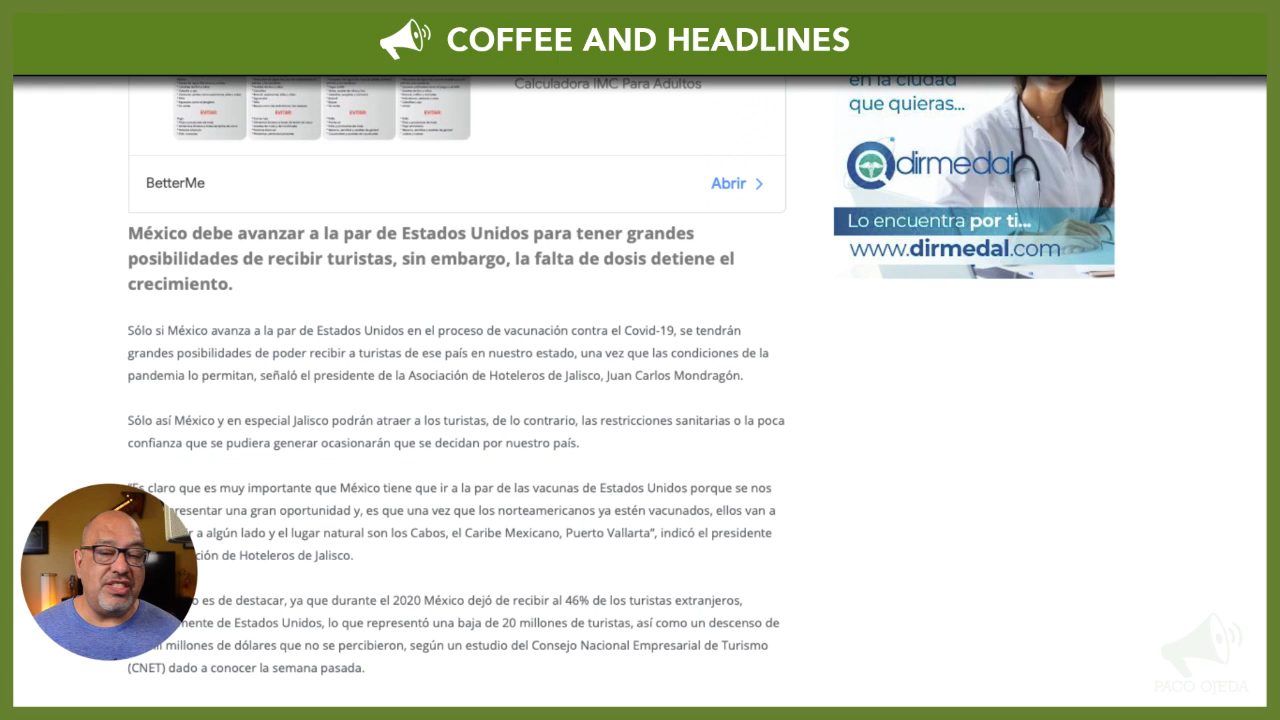 COFFEE AND HEADLINES
Calculadora IMC Para Adultos
EVITAR
EVITAR
EVITAR
EVITAR
BetterMe
Abrir
en la ciudad
que quieras...
dirmedal
Lo encuentra por ti...
www.dirmedal.com
México debe avanzar a la par de Estados Unidos para tener grandes
posibilidades de recibir turistas, sin embargo, la falta de dosis detiene el
crecimiento.
Sólo si México avanza a la par de Estados Unidos en el proceso de vacunación contra el Covid-19, se tendrán
grandes posibilidades de poder recibir a turistas de ese país en nuestro estado, una vez que las condiciones de la
pandemia lo permitan, señaló el presidente de la Asociación de Hoteleros de Jalisco, Juan Carlos Mondragón.
Sólo así México y en especial Jalisco podrán atraer a los turistas, de lo contrario, las restricciones sanitarias o la poca
confianza que se pudiera generar ocasionarán que se decidan por nuestro país.
"Es claro que es muy importante que México tiene que ir a la par de las vacunas de Estados Unidos porque se nos
resentar una gran oportunidad y, es que una vez que los norteamericanos ya estén vacunados, ellos van a
r a algún lado y el lugar natural son los Cabos, el Caribe Mexicano, Puerto Vallarta", indicó el presidente
ción de Hoteleros de Jalisco.
o es de destacar, ya que durante el 2020 México dejó de recibir al 46% de los turistas extranjeros,
mente de Estados Unidos, lo que representó una baja de 20 millones de turistas, así como un descenso de
millones de dólares que no se percibieron, según un estudio del Consejo Nacional Empresarial de Turismo
(CNET) dado a conocer la semana pasada.
PACO OJEDA